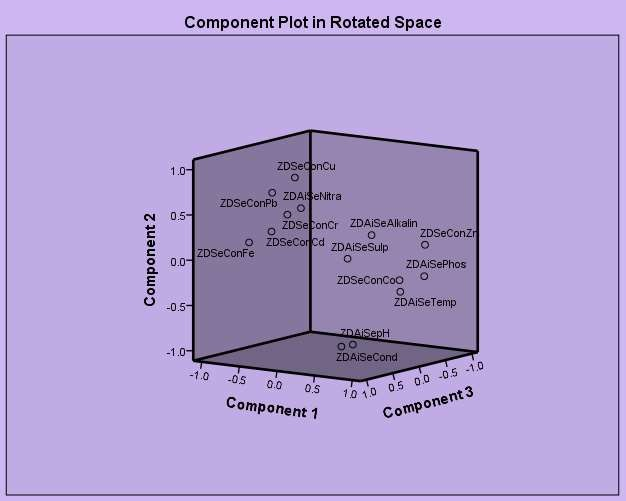 Component Plot in Rotated Space
ZDSeConCu
ZDSeConPb
ZDAiSeNitra
ZDSeConCr
ZDSeConCd
ZDSeConFe
ZDAiSeAlkalin
ZDSeConZn
ZDAiSeSulp
ZDAiSePhos
ZDSeConCo
ZDAiSeTemp
ZDAiSepH
ZDAiSeCond
Component 2
1.0
0.5
0.0
-0.5
-1.0
-1.0
-0.5
0.0
0.5
1.0
Component 1
1.0
0.5
0.0
-0.5
-1.0
Component 3